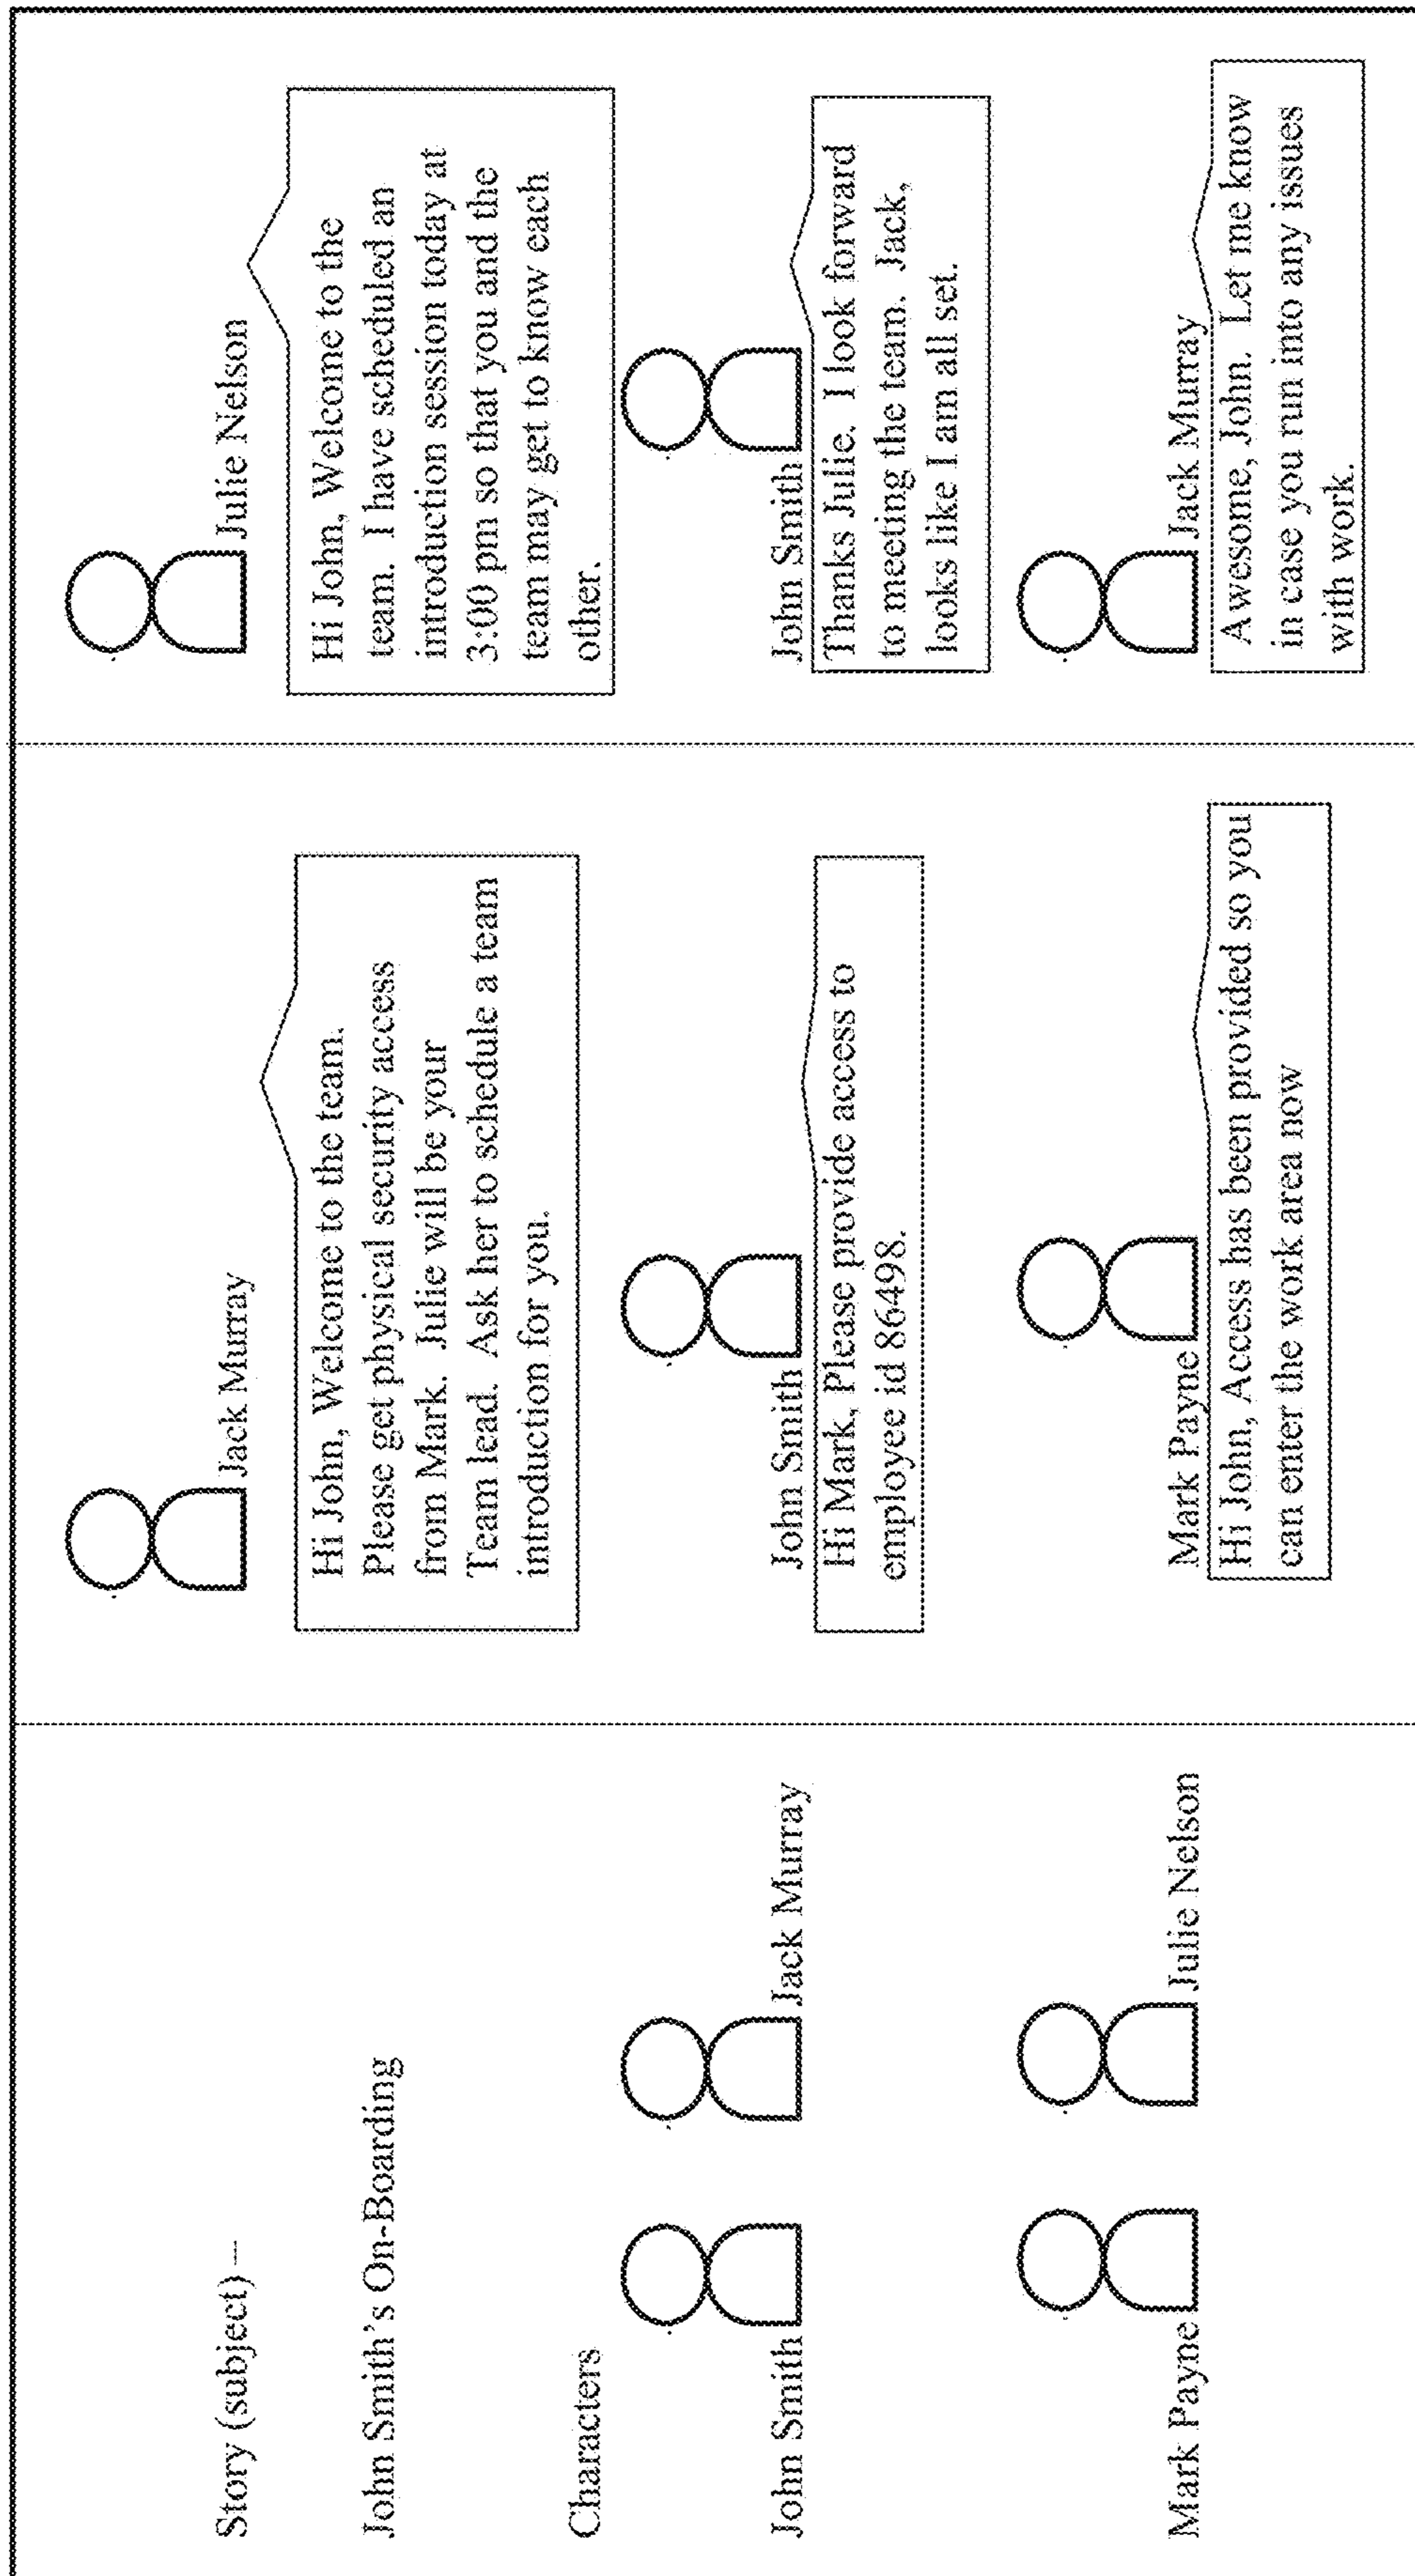 Story (subject) –
John Smith's On-Boarding
Characters
John Smith
Jack Murray
Mark Payne
Julie Nelson
Jack Murray
Hi John, Welcome to the team.
Please get physical security access
from Mark. Julie will be your
Team lead. Ask her to schedule a team
introduction for you.
John Smith
Hi Mark, Please provide access to
employee id 86498.
Mark Payne
Hi John, Access has been provided so you
can enter the work area now
Julie Nelson
Hi John, Welcome to the
team. I have scheduled an
introduction session today at
3:00 pm so that you and the
team may get to know each
other.
John Smith
Thanks Julie. I look forward
to meeting the team. Jack,
looks like I am all set.
Jack Murray
Awesome, John. Let me know
in case you run into any issues
with work.